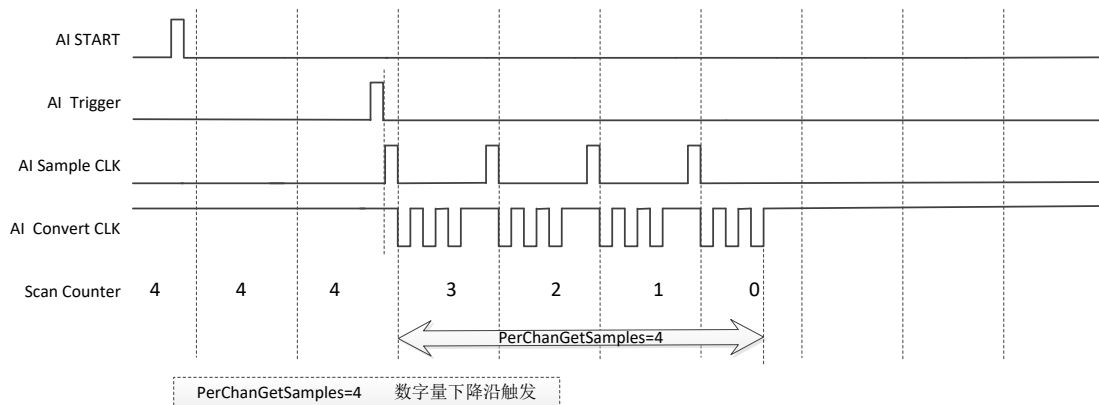 AI START
AI Trigger
AI Sample CLK
AI Convert CLK
Scan Counter 4 4 4 3 2 1 0
PerChanGetSamples=4
PerChanGetSamples=4 数字量下降沿触发